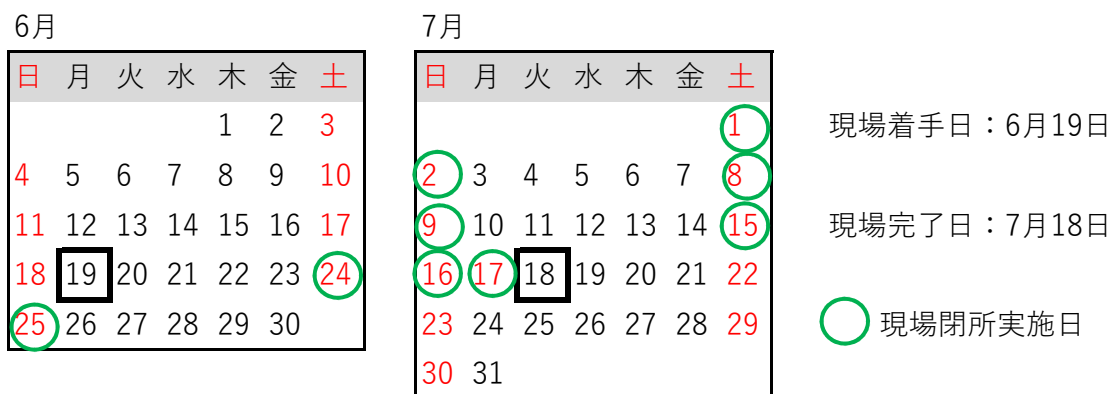 6月
日 月 火 水 木 金 土
1 2 3
4 5 6 7 8 9 10
11 12 13 14 15 16 17
18 19 20 21 22 23 24
25 26 27 28 29 30
7月
日 月 火 水 木 金 土
1
2 3 4 5 6 7 8
9 10 11 12 13 14 15
16 17 18 19 20 21 22
23 24 25 26 27 28 29
30 31
現場着手日：6月19日
現場完了日：7月18日
現場閉所実施日